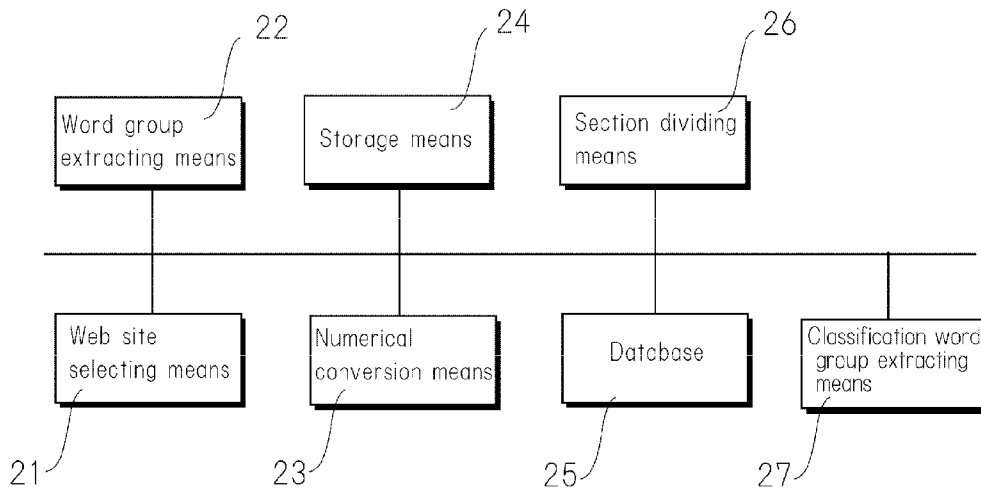 22
24
26
Word group
extracting means
Storage means
Section dividing
means
Web site
selecting means
Numerical
conversion means
Database
Classification word
group extracting
means
21
23
25
27